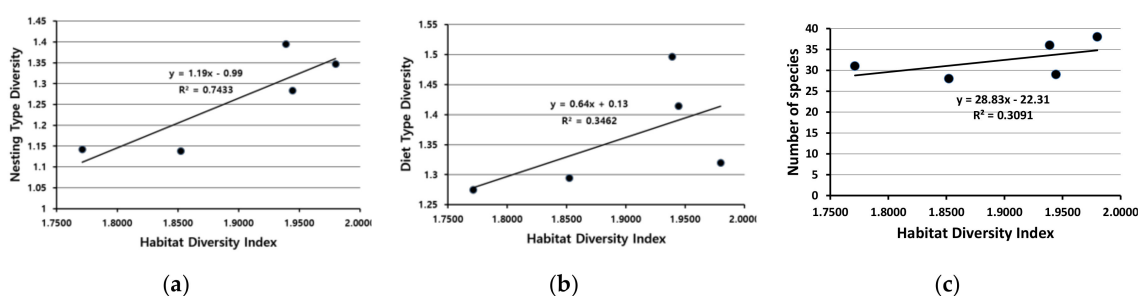 1.45
1.4
1.35
1.3
1.25
1.2
1.15
1.1
1.05
1
Nesting Type Diversity
y = 1.19x - 0.99
R² = 0.7433
1.7500 1.8000 1.8500 1.9000 1.9500 2.0000
Habitat Diversity Index
(a)
1.55
1.5
1.45
1.4
1.35
1.3
1.25
Diet Type Diversity
y = 0.64x + 0.13
R² = 0.3462
1.7500 1.8000 1.8500 1.9000 1.9500 2.0000
Habitat Diversity Index
(b)
40
35
30
25
20
15
10
5
0
Number of species
y = 28.83x - 22.31
R² = 0.3091
1.7500 1.8000 1.8500 1.9000 1.9500 2.0000
Habitat Diversity Index
(c)